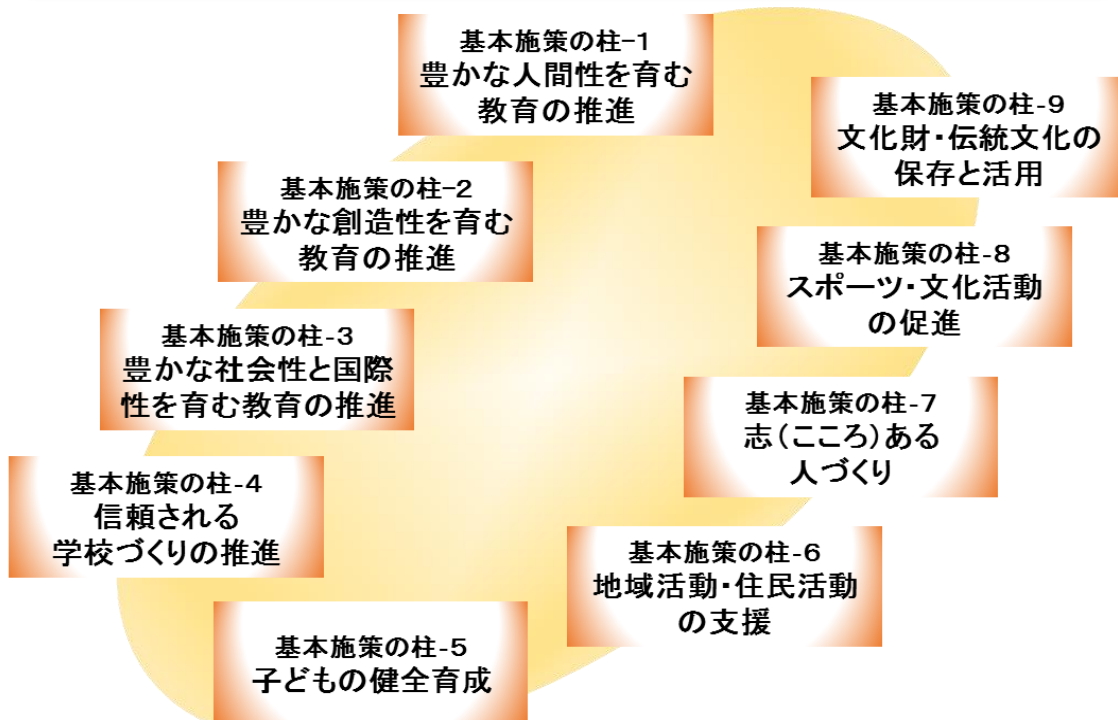 基本施策の柱-1
豊かな人間性を育む
教育の推進
基本施策の柱-2
豊かな創造性を育む
教育の推進
基本施策の柱-3
豊かな社会性と国際
性を育む教育の推進
基本施策の柱-4
信頼される
学校づくりの推進
基本施策の柱-5
子どもの健全育成
基本施策の柱-6
地域活動・住民活動
の支援
基本施策の柱-7
志(こころ)ある
人づくり
基本施策の柱-8
スポーツ・文化活動
の促進
基本施策の柱-9
文化財・伝統文化の
保存と活用